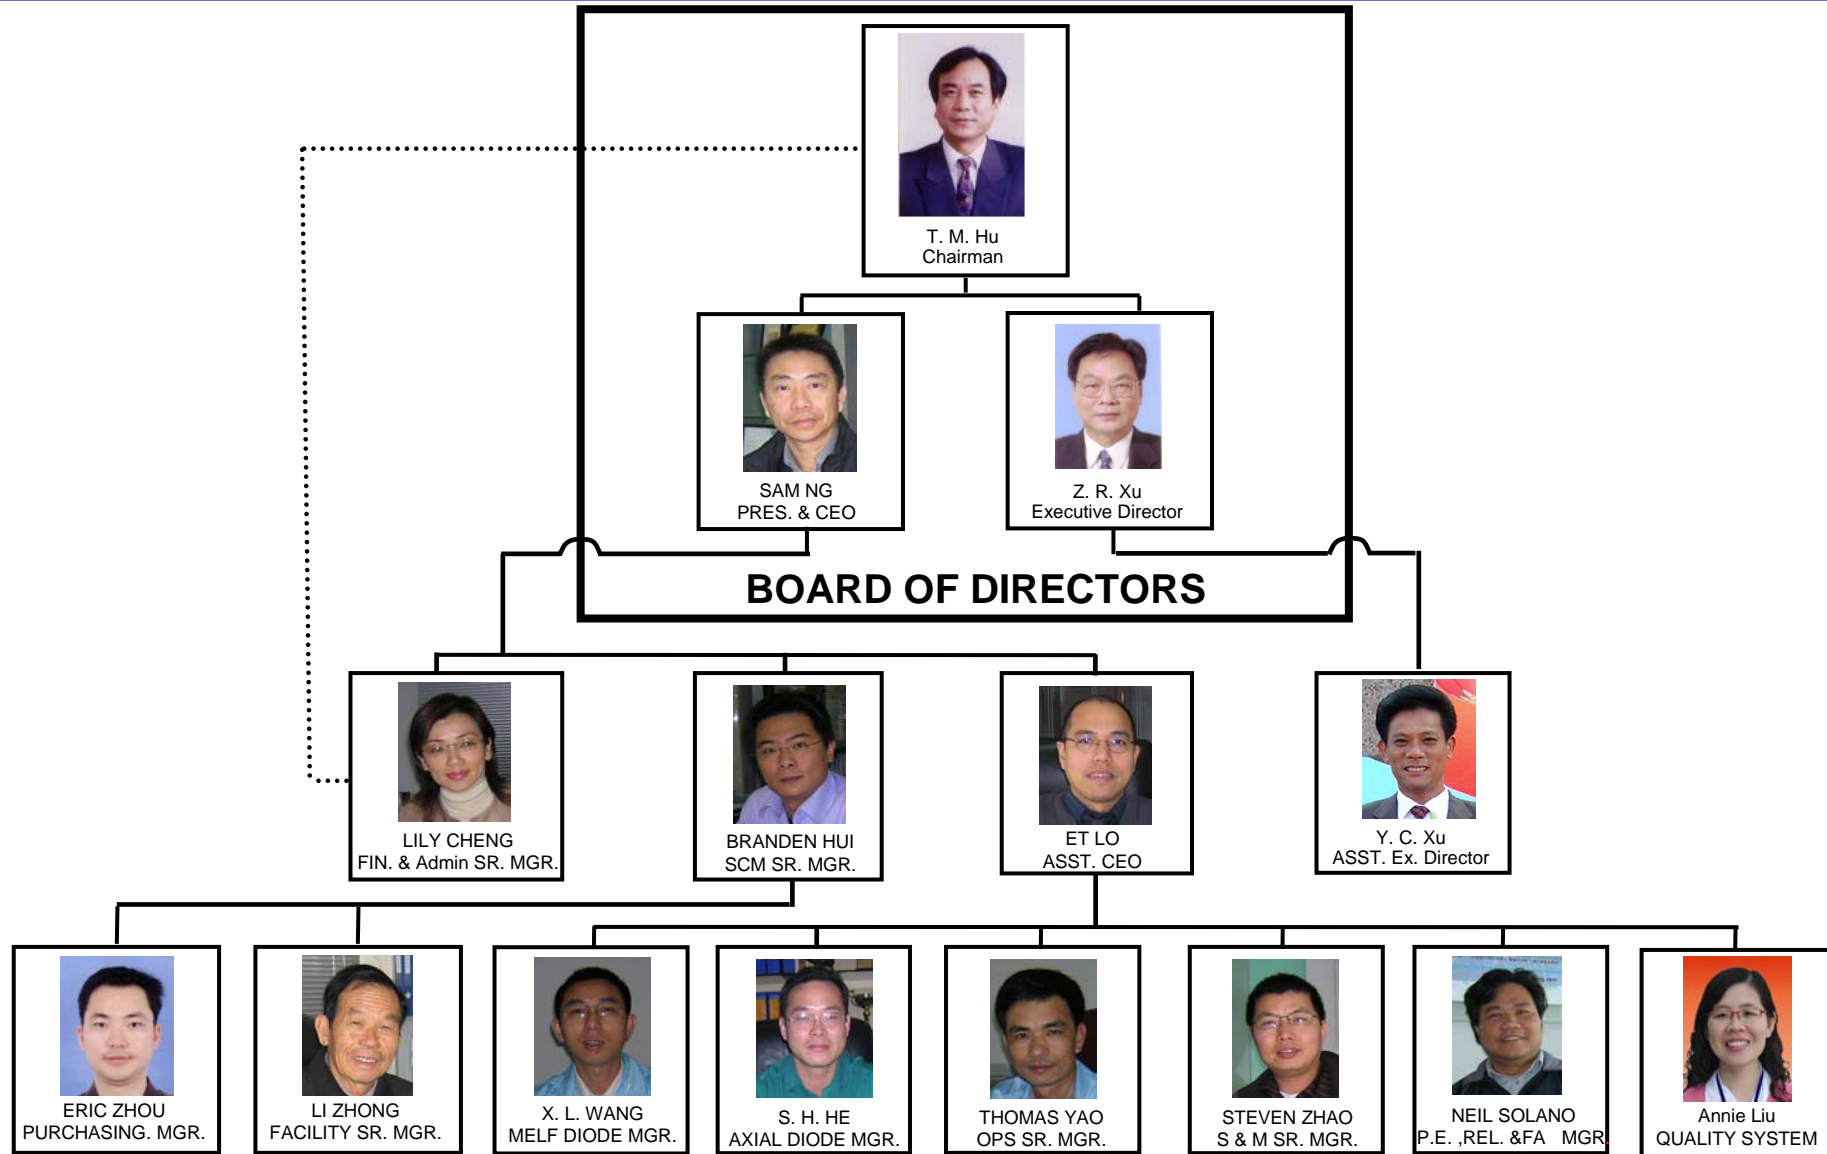 T. M. Hu
Chairman
SAM NG
PRES. & CEO
Z. R. Xu
Executive Director
BOARD OF DIRECTORS
LILY CHENG
FIN. & Admin SR. MGR.
BRANDEN HUI
SCM SR. MGR.
ET LO
ASST. CEO
Y. C. Xu
ASST. Ex. Director
ERIC ZHOU
PURCHASING. MGR.
LI ZHONG
FACILITY SR. MGR.
X. L. WANG
MELF DIODE MGR.
S. H. HE
AXIAL DIODE MGR.
THOMAS YAO
OPS SR. MGR.
STEVEN ZHAO
S & M SR. MGR.
NEIL SOLANO
P.E. ,REL. &FA MGR.
Annie Liu
QUALITY SYSTEM